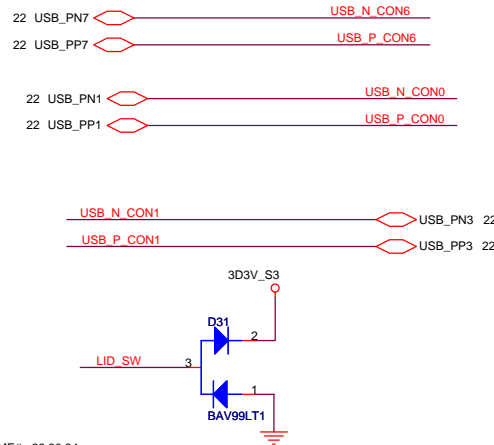 22 USB_PN7 USB_N_CON6
22 USB_PP7 USB_P_CON6
22 USB_PN1 USB_N_CON0
22 USB_PP1 USB_P_CON0
USB_N_CON1 USB_PN3 22
USB_P_CON1 USB_PP3 22
3D3V_S3
D31
2
LID_SW 3
1
BAV99LT1